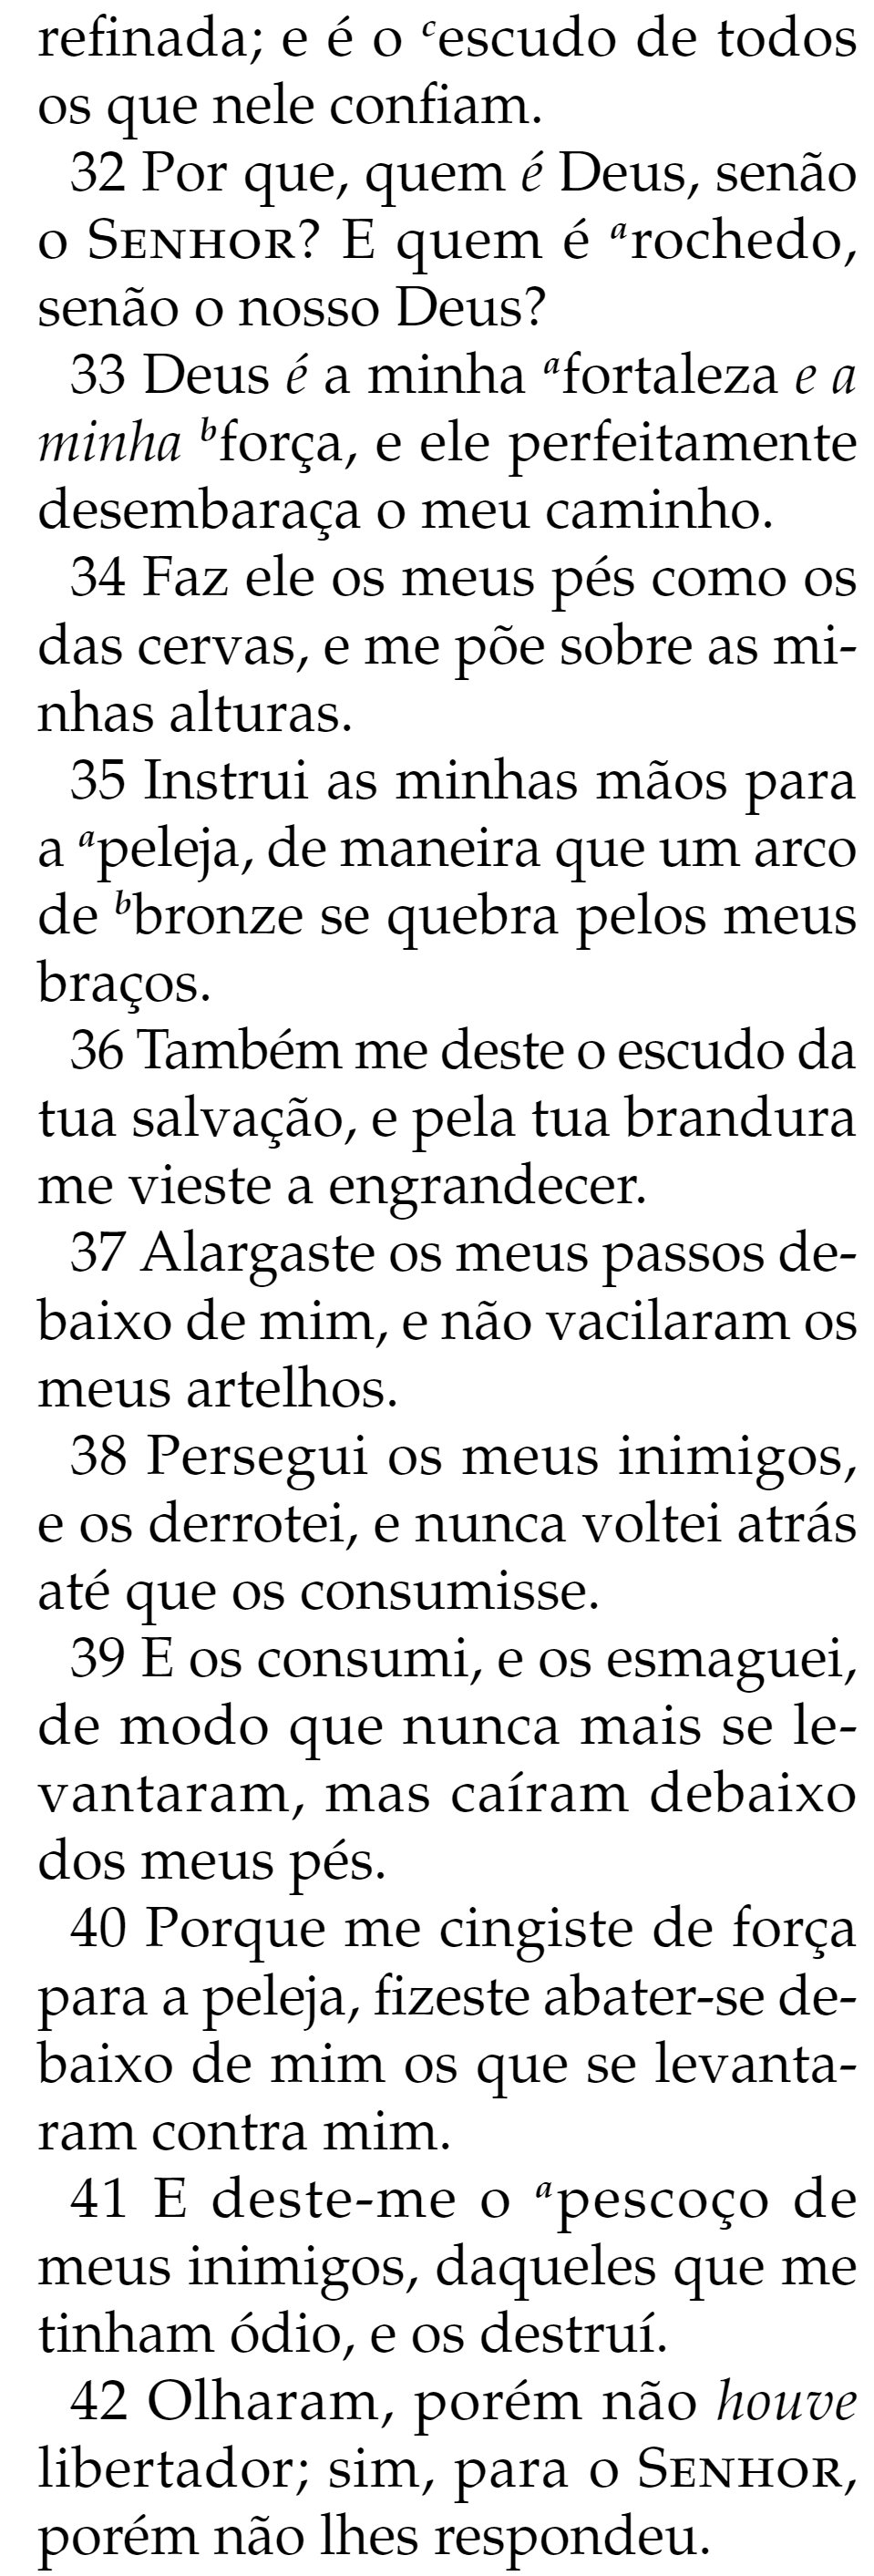 refinada; e é o ᶜescudo de todos
os que nele confiam.
32 Por que, quem é Deus, senão
o SENHOR? E quem é ᵃrochedo,
senão o nosso Deus?
33 Deus é a minha ᵃfortaleza e a
minha ᵇforça, e ele perfeitamente
desembaraça o meu caminho.
34 Faz ele os meus pés como os
das cervas, e me põe sobre as mi-
nhas alturas.
35 Instrui as minhas mãos para
a ᵃpeleja, de maneira que um arco
de ᵇbronze se quebra pelos meus
braços.
36 Também me deste o escudo da
tua salvação, e pela tua brandura
me vieste a engrandecer.
37 Alargaste os meus passos de-
baixo de mim, e não vacilaram os
meus artelhos.
38 Persegui os meus inimigos,
e os derrotei, e nunca voltei atrás
até que os consumisse.
39 E os consumi, e os esmaguei,
de modo que nunca mais se le-
vantaram, mas caíram debaixo
dos meus pés.
40 Porque me cingiste de força
para a peleja, fizeste abater-se de-
baixo de mim os que se levanta-
ram contra mim.
41 E deste-me o ᵃpescoço de
meus inimigos, daqueles que me
tinham ódio, e os destruí.
42 Olharam, porém não houve
libertador; sim, para o SENHOR,
porém não lhes respondeu.